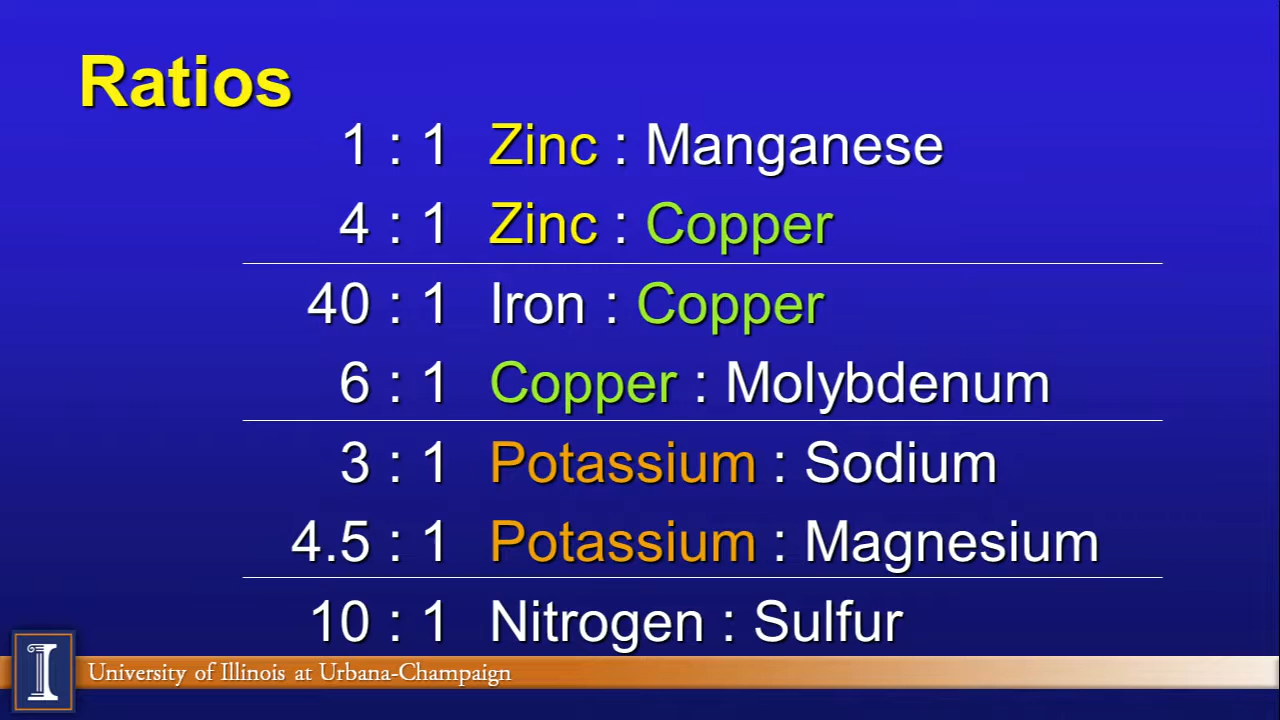 Ratios
1 : 1 Zinc : Manganese
4 : 1 Zinc : Copper
40 : 1 Iron : Copper
6 : 1 Copper : Molybdenum
3 : 1 Potassium : Sodium
4.5 : 1 Potassium : Magnesium
10 : 1 Nitrogen : Sulfur
I
University of Illinois at Urbana-Champaign